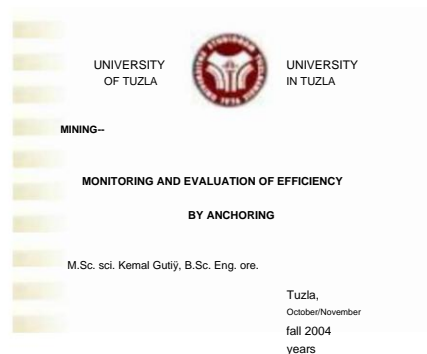 UNIVERSITY
OF TUZLA
UNIVERSITY
IN TUZLA
MINING--
MONITORING AND EVALUATION OF EFFICIENCY
BY ANCHORING
M.Sc. sci. Kemal Gutiÿ, B.Sc. Eng. ore.
Tuzla,
October/November
fall 2004
years